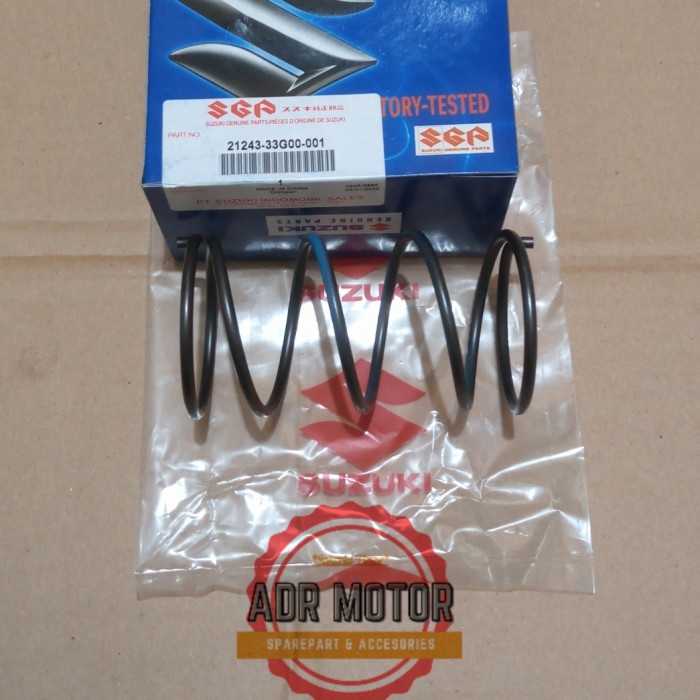 SGP スズキ純正部品
SUZUKI GENUINE PARTS/PIÈCES D'ORIGINE DE SUZUKI
PART NO. 21243-33G00-001
1
MADE IN CHINA
PT SUZUKI INDOMOBIL SALES
FACTORY-TESTED
SGP
SUZUKI GENUINE PARTS
GENUINE PARTS
SUZUKI
SUZUKI
SUZUKI
ADR MOTOR
SPAREPART & ACCESORIES